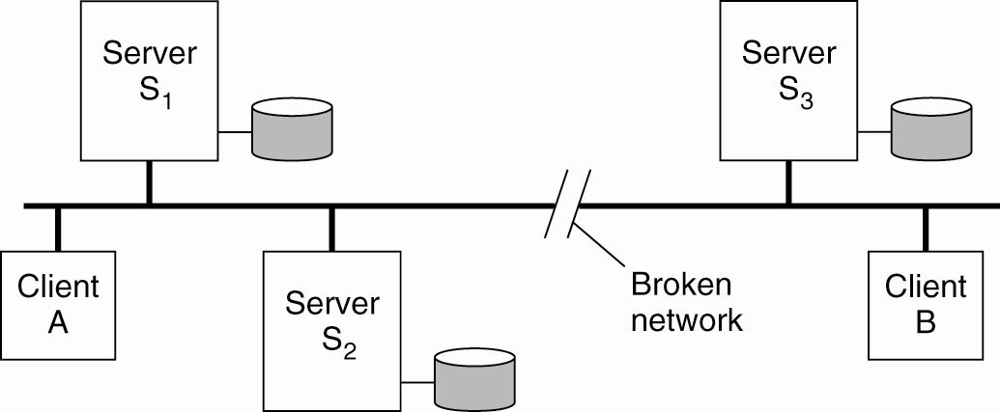 Server
S1
Server
S3
Client
A
Server
S2
Broken
network
Client
B